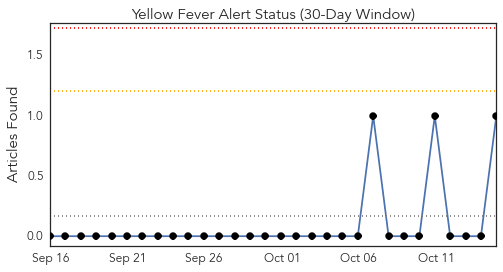 Yellow Fever Alert Status (30-Day Window)
Articles Found
1.5
1.0
0.5
0.0
Sep 16 Sep 21 Sep 26 Oct 01 Oct 06 Oct 11